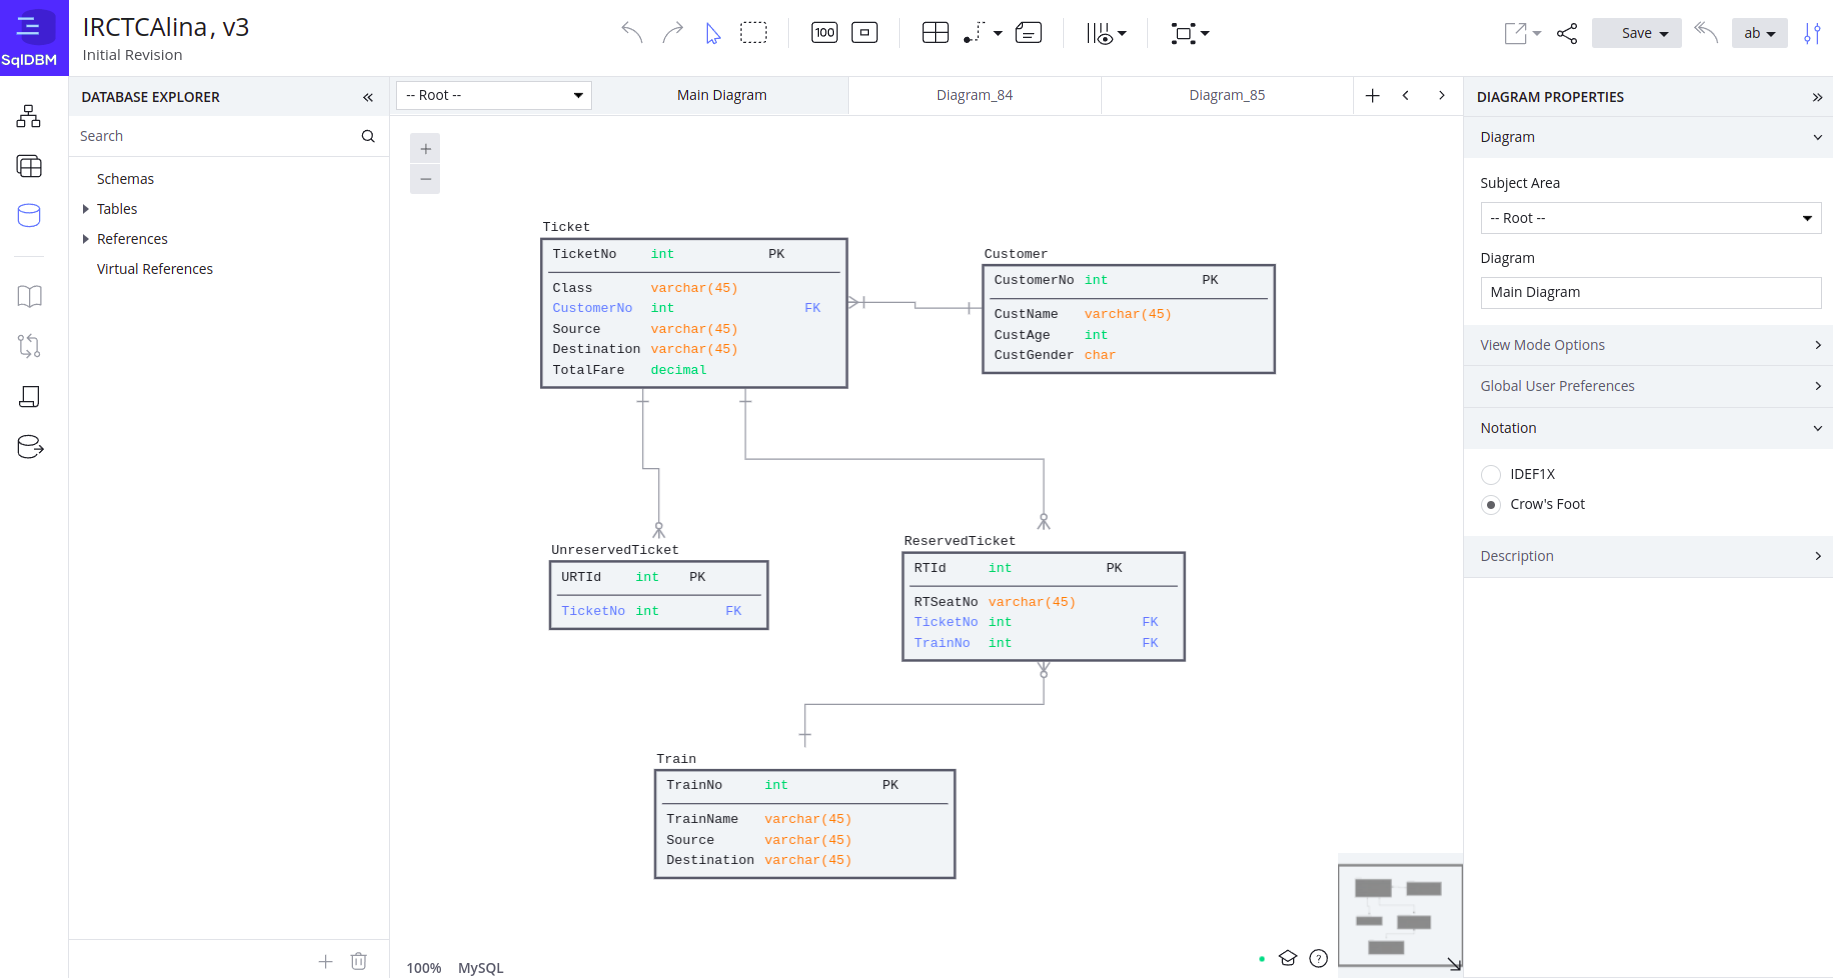 SqlDBM
IRCTCAlina, v3
Initial Revision
100
Save
ab
DATABASE EXPLORER
Search
Schemas
Tables
References
Virtual References
-- Root --
Main Diagram
Diagram_84
Diagram_85
Ticket
TicketNo int PK
Class varchar(45)
CustomerNo int FK
Source varchar(45)
Destination varchar(45)
TotalFare decimal
Customer
CustomerNo int PK
CustName varchar(45)
CustAge int
CustGender char
UnreservedTicket
URTId int PK
TicketNo int FK
ReservedTicket
RTId int PK
RTSeatNo varchar(45)
TicketNo int FK
TrainNo int FK
Train
TrainNo int PK
TrainName varchar(45)
Source varchar(45)
Destination varchar(45)
100% MySQL
?
DIAGRAM PROPERTIES
Diagram
Subject Area
-- Root --
Diagram
Main Diagram
View Mode Options
Global User Preferences
Notation
IDEF1X
Crow's Foot
Description